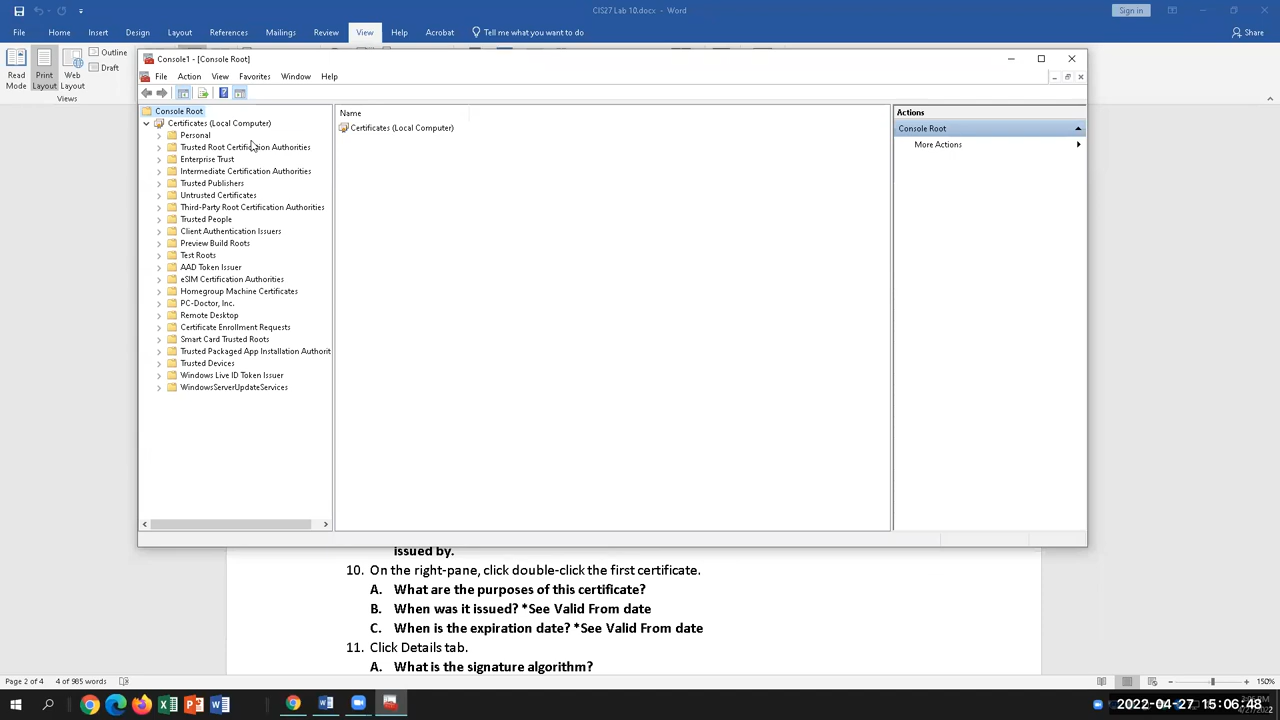 CIS27 Lab 10.docx - Word
Sign in
File Home Insert Design Layout References Mailings Review View Help Acrobat Tell me what you want to do
Share
Read Mode
Print Layout
Web Layout
Outline
Draft
Views
Console1 - [Console Root]
File Action View Favorites Window Help
Console Root
Certificates (Local Computer)
Personal
Trusted Root Certification Authorities
Enterprise Trust
Intermediate Certification Authorities
Trusted Publishers
Untrusted Certificates
Third-Party Root Certification Authorities
Trusted People
Client Authentication Issuers
Preview Build Roots
Test Roots
AAD Token Issuer
eSIM Certification Authorities
Homegroup Machine Certificates
PC-Doctor, Inc.
Remote Desktop
Certificate Enrollment Requests
Smart Card Trusted Roots
Trusted Packaged App Installation Authorit
Trusted Devices
Windows Live ID Token Issuer
WindowsServerUpdateServices
Name
Certificates (Local Computer)
Actions
Console Root
More Actions
issued by.
10. On the right-pane, click double-click the first certificate.
A. What are the purposes of this certificate?
B. When was it issued? *See Valid From date
C. When is the expiration date? *See Valid From date
11. Click Details tab.
A. What is the signature algorithm?
Page 2 of 4 4 of 985 words
150%
2022-04-27 15:06:48